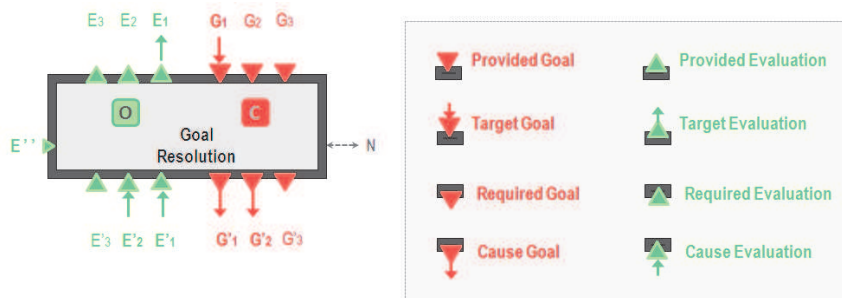 E3 E2 E1 G1 G2 G3
O C
Goal
Resolution
E'' N
E'3 E'2 E'1 G'1 G'2 G'3
Provided Goal Provided Evaluation
Target Goal Target Evaluation
Required Goal Required Evaluation
Cause Goal Cause Evaluation